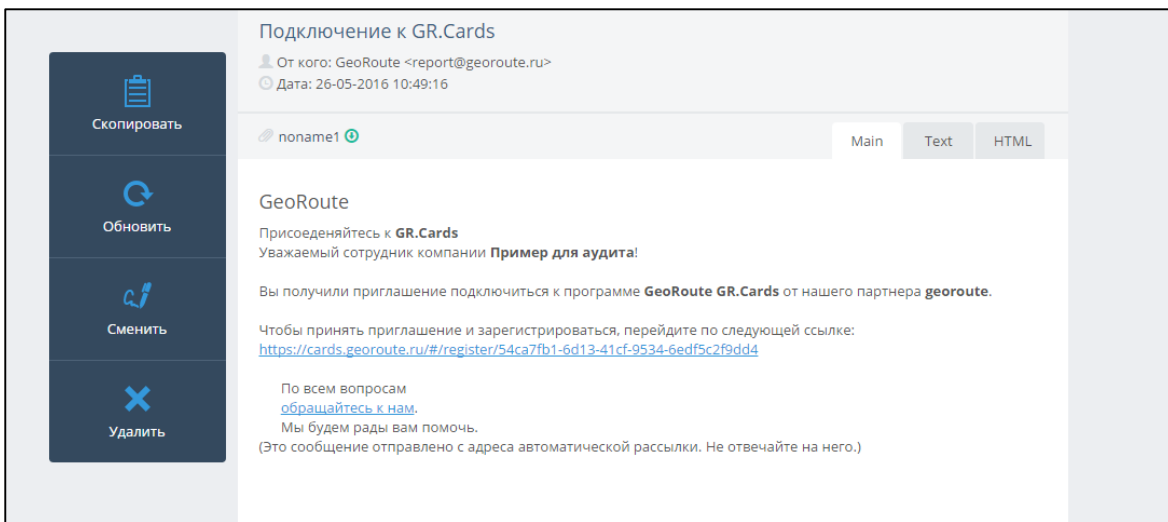 Подключение к GR.Cards
От кого: GeoRoute <report@georoute.ru>
Дата: 26-05-2016 10:49:16
Скопировать
noname1
Main
Text
HTML
Обновить
GeoRoute
Присоеденяйтесь к GR.Cards
Уважаемый сотрудник компании Пример для аудита!
Вы получили приглашение подключиться к программе GeoRoute GR.Cards от нашего партнера georoute.
Сменить
Чтобы принять приглашение и зарегистрироваться, перейдите по следующей ссылке:
https://cards.georoute.ru/#/register/54ca7fb1-6d13-41cf-9534-6edf5c2f9dd4
По всем вопросам
обращайтесь к нам.
Мы будем рады вам помочь.
Удалить
(Это сообщение отправлено с адреса автоматической рассылки. Не отвечайте на него.)